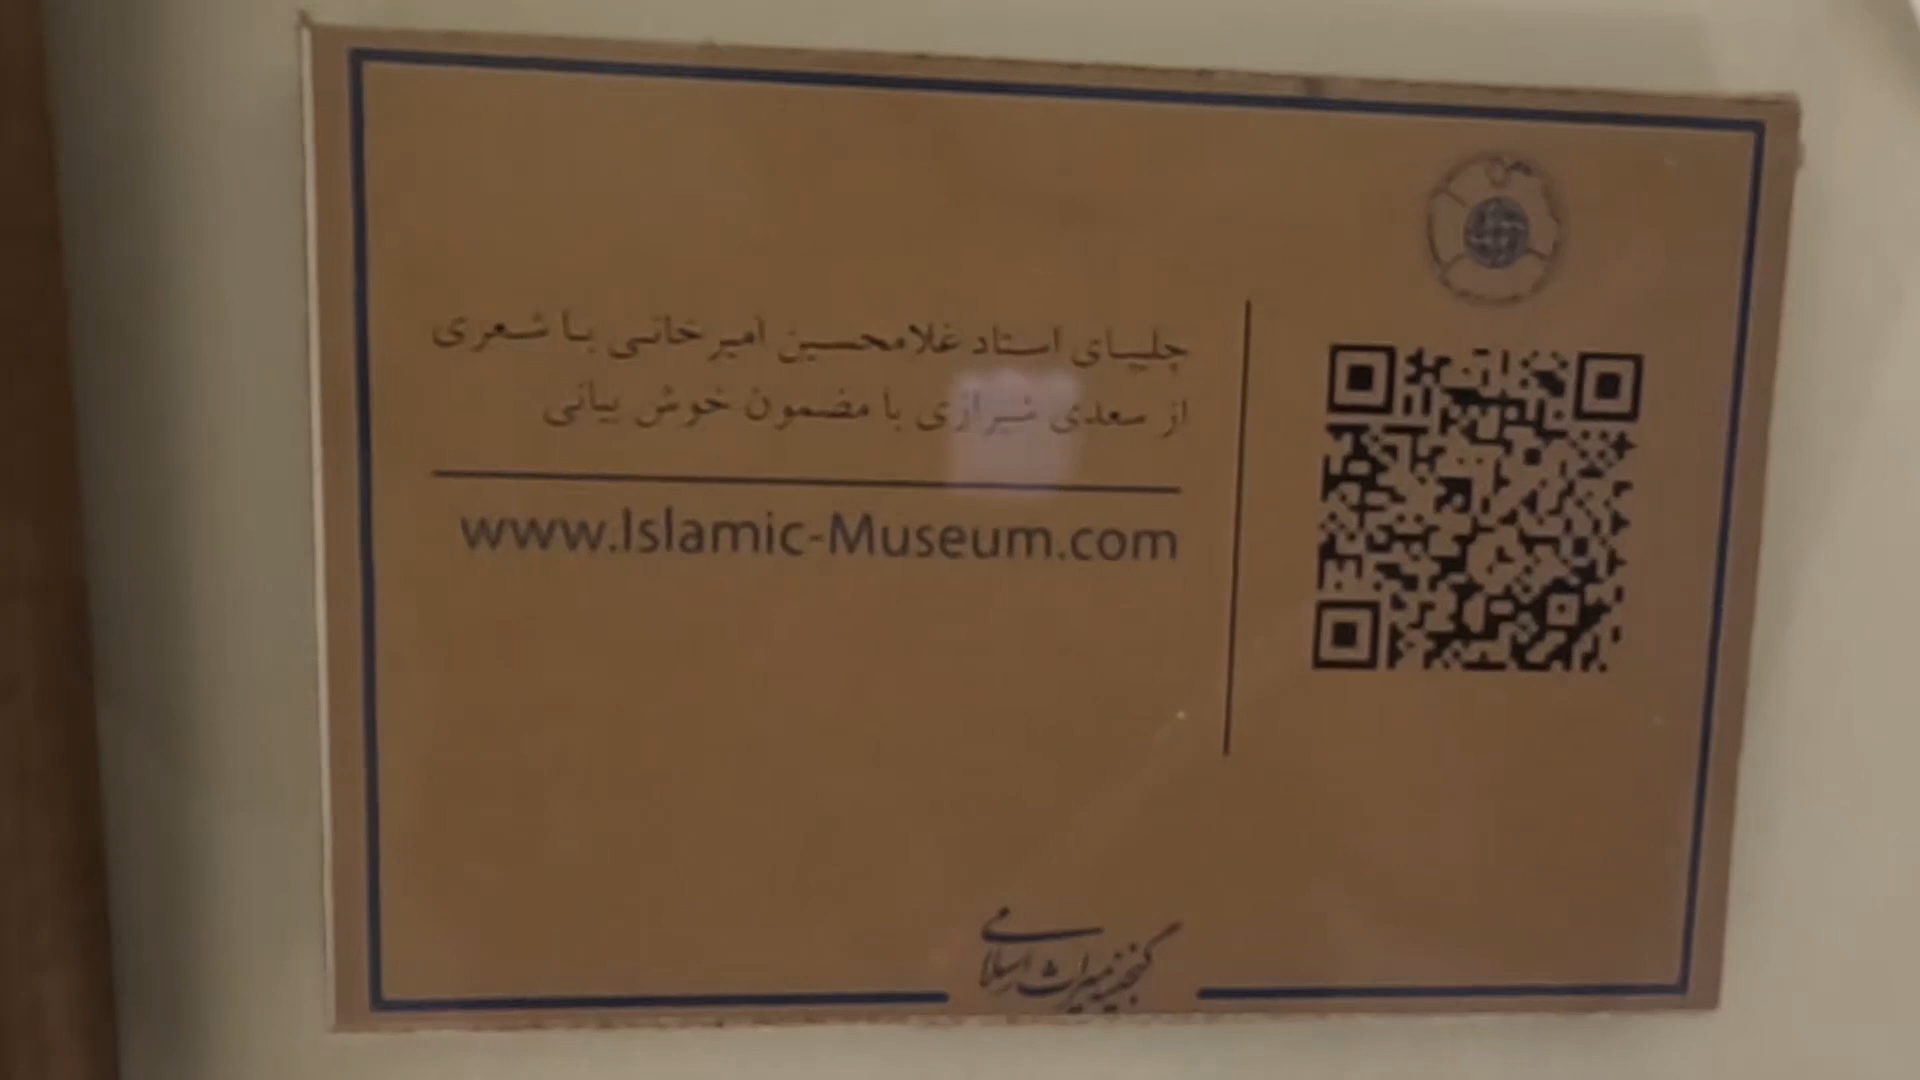 چلیپای استاد غلامحسین امیرخانی با شعری
از سعدی شیرازی با مضمون خوش بیانی
www.Islamic-Museum.com
گنجینه میراث اسلامی